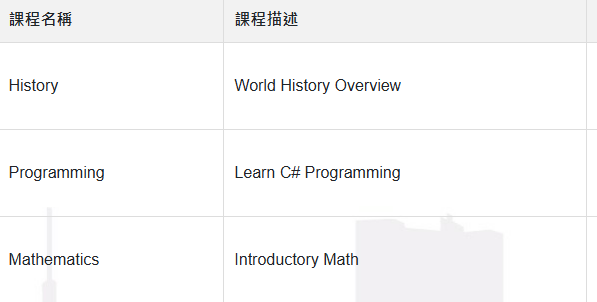 課程名稱 課程描述
History World History Overview
Programming Learn C# Programming
Mathematics Introductory Math